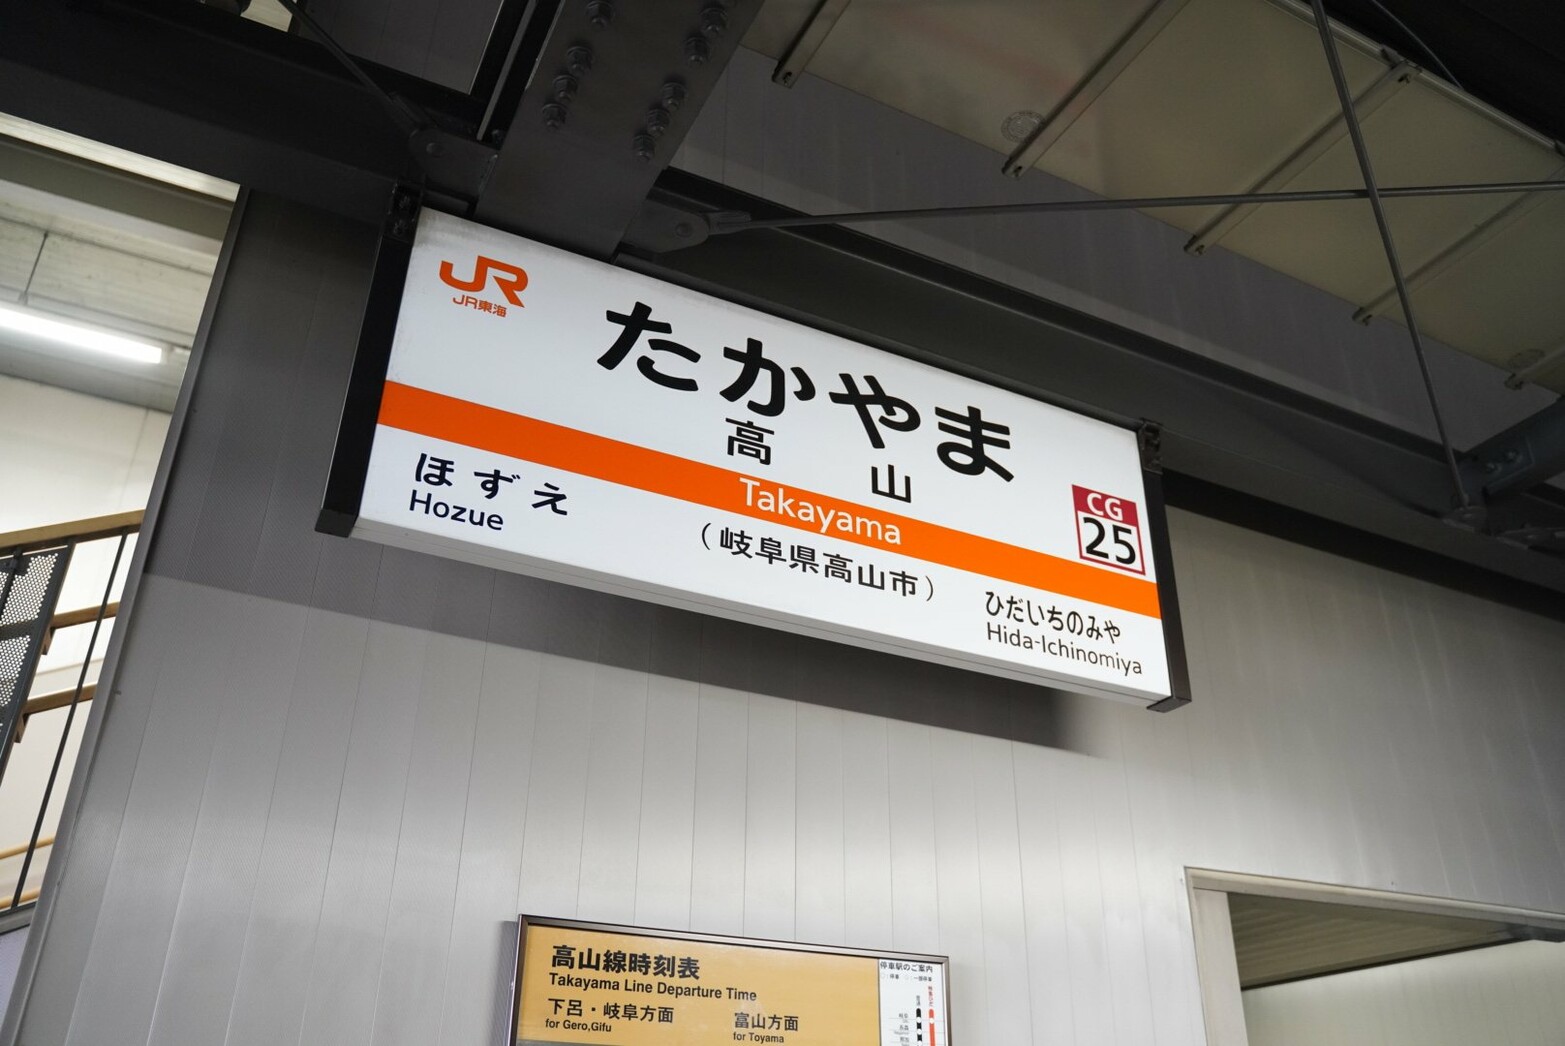 JR
JR東海
たかやま
高山
Takayama
CG
25
ほずえ
Hozue
(岐阜県高山市)
ひだいちのみや
Hida-Ichinomiya
高山線時刻表
Takayama Line Departure Time
下呂・岐阜方面
for Gero,Gifu
富山方面
for Toyama
停車駅のご案内